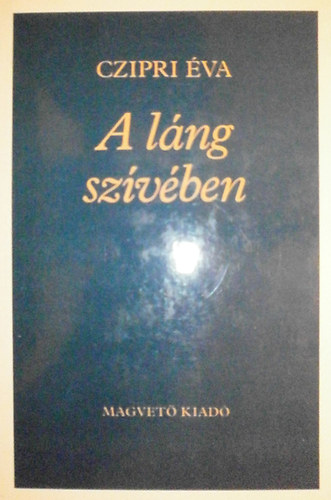 CZIPRI ÉVA
A láng
szívében
MAGVETŐ KIADÓ